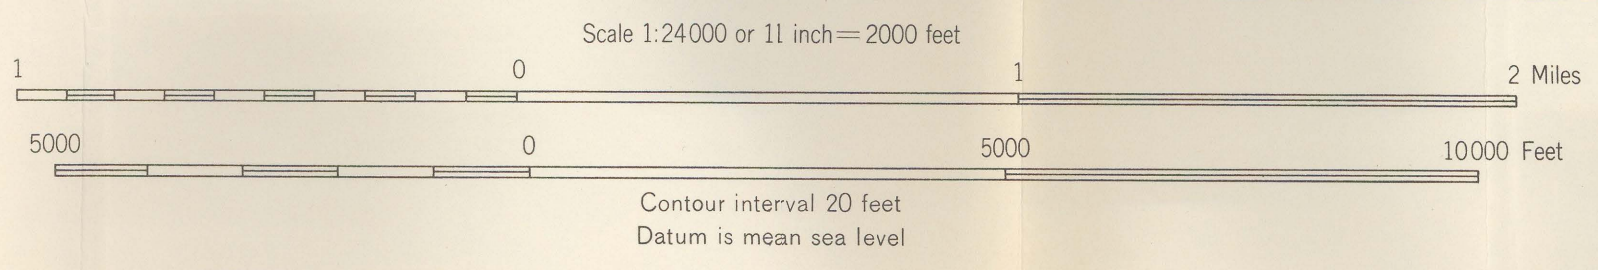 Scale 1:24000 or 11 inch=2000 feet
1 0 1 2 Miles
5000 0 5000 10000 Feet
Contour interval 20 feet
Datum is mean sea level